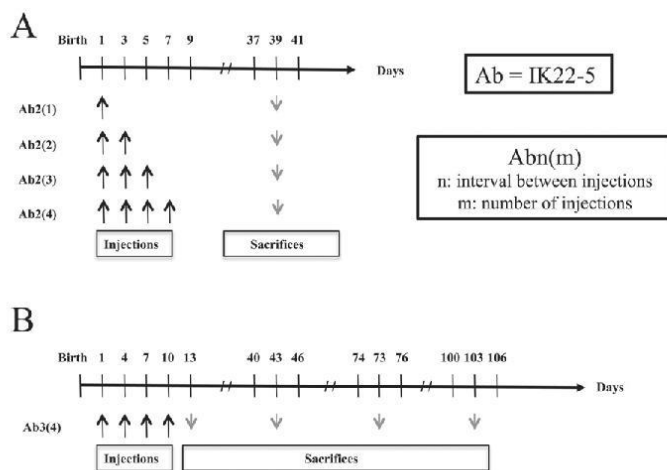 A
Birth 1 3 5 7 9 37 39 41
Days
Ab = IK22-5
Ab2(1)
Ab2(2)
Ab2(3)
Ab2(4)
Abn(m)
n: interval between injections
m: number of injections
Injections Sacrifices
B
Birth 1 4 7 10 13 40 43 46 74 73 76 100 103 106
Days
Ab3(4)
Injections Sacrifices